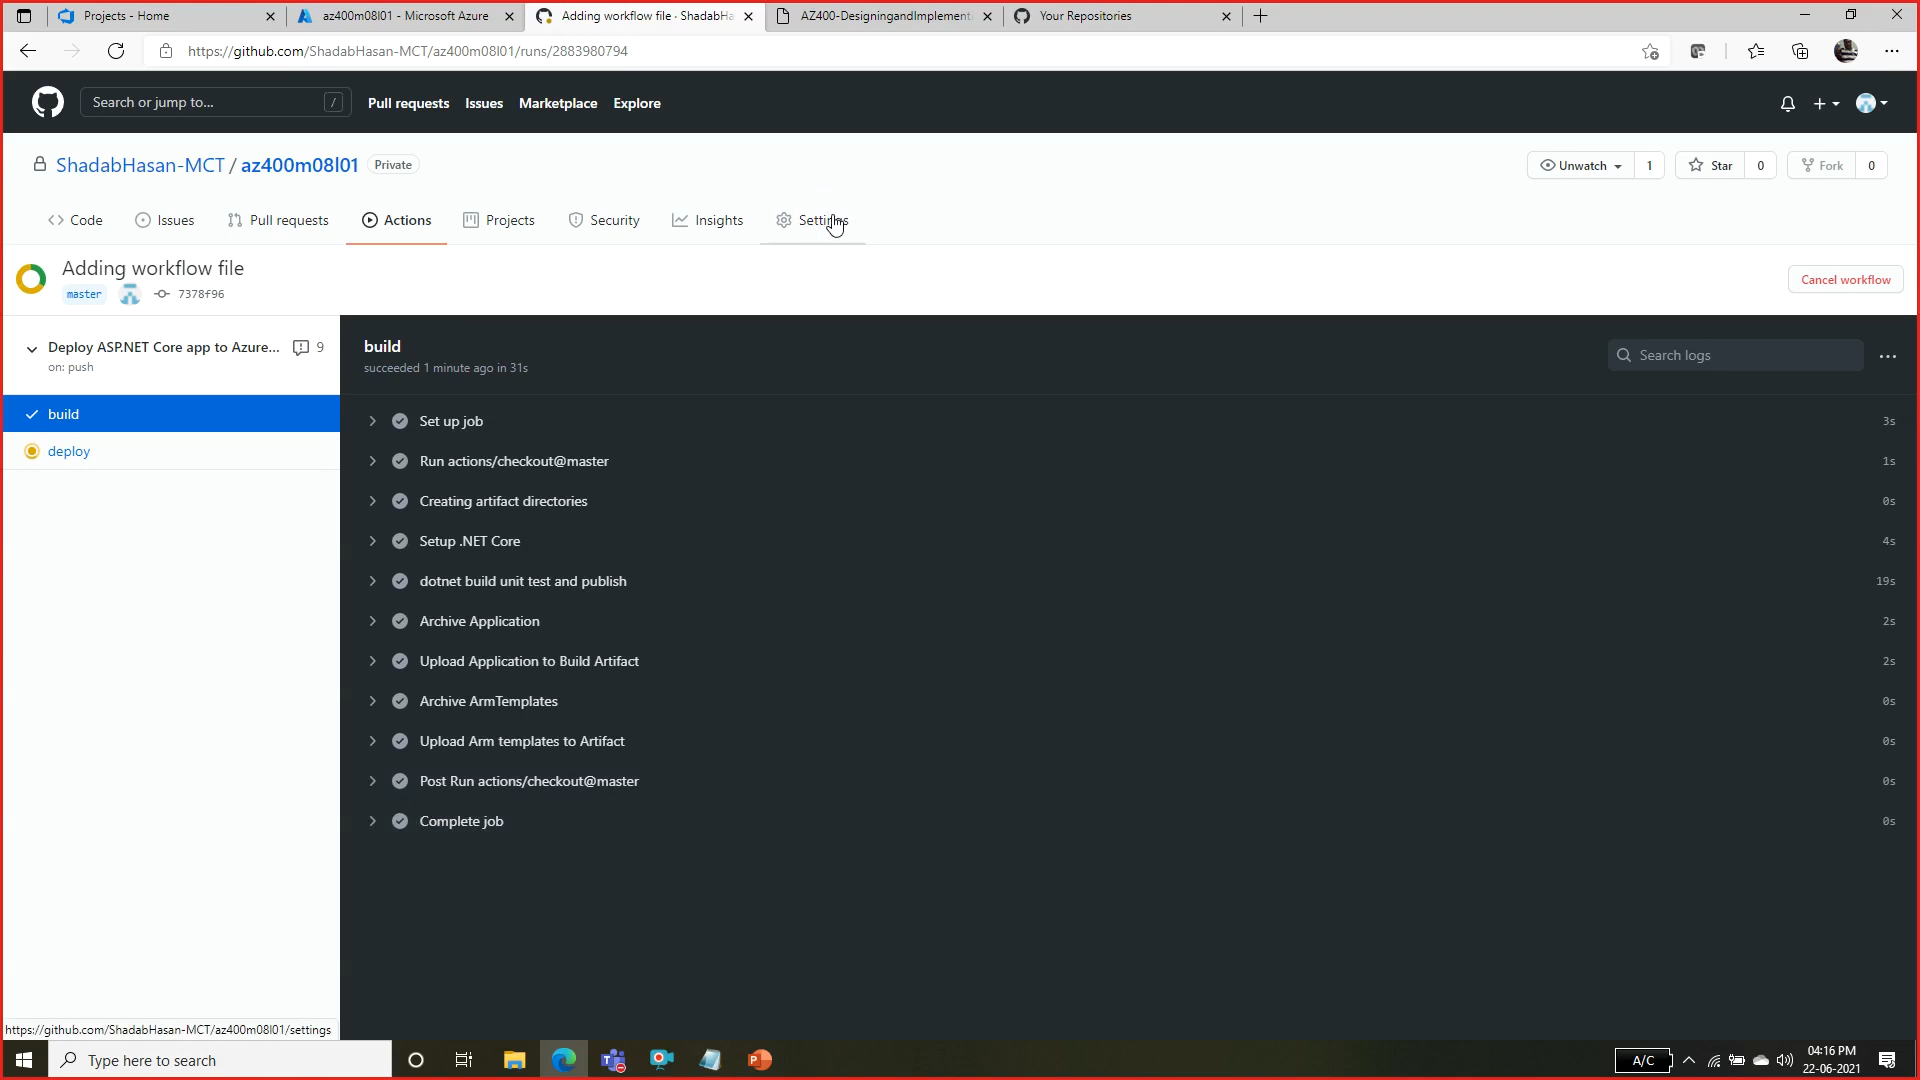 Projects - Home
az400m08l01 - Microsoft Azure
Adding workflow file · ShadabHa
AZ400-DesigningandImplement
Your Repositories
https://github.com/ShadabHasan-MCT/az400m08l01/runs/2883980794
Search or jump to... /
Pull requests Issues Marketplace Explore
ShadabHasan-MCT / az400m08l01 Private
Unwatch 1 Star 0 Fork 0
Code Issues Pull requests Actions Projects Security Insights Settings
Adding workflow file
master 7378f96
Cancel workflow
Deploy ASP.NET Core app to Azure... 9
on: push
build
deploy
build
succeeded 1 minute ago in 31s
Search logs
Set up job 3s
Run actions/checkout@master 1s
Creating artifact directories 0s
Setup .NET Core 4s
dotnet build unit test and publish 19s
Archive Application 2s
Upload Application to Build Artifact 2s
Archive ArmTemplates 0s
Upload Arm templates to Artifact 0s
Post Run actions/checkout@master 0s
Complete job 0s
https://github.com/ShadabHasan-MCT/az400m08l01/settings
Type here to search
A/C
04:16 PM
22-06-2021